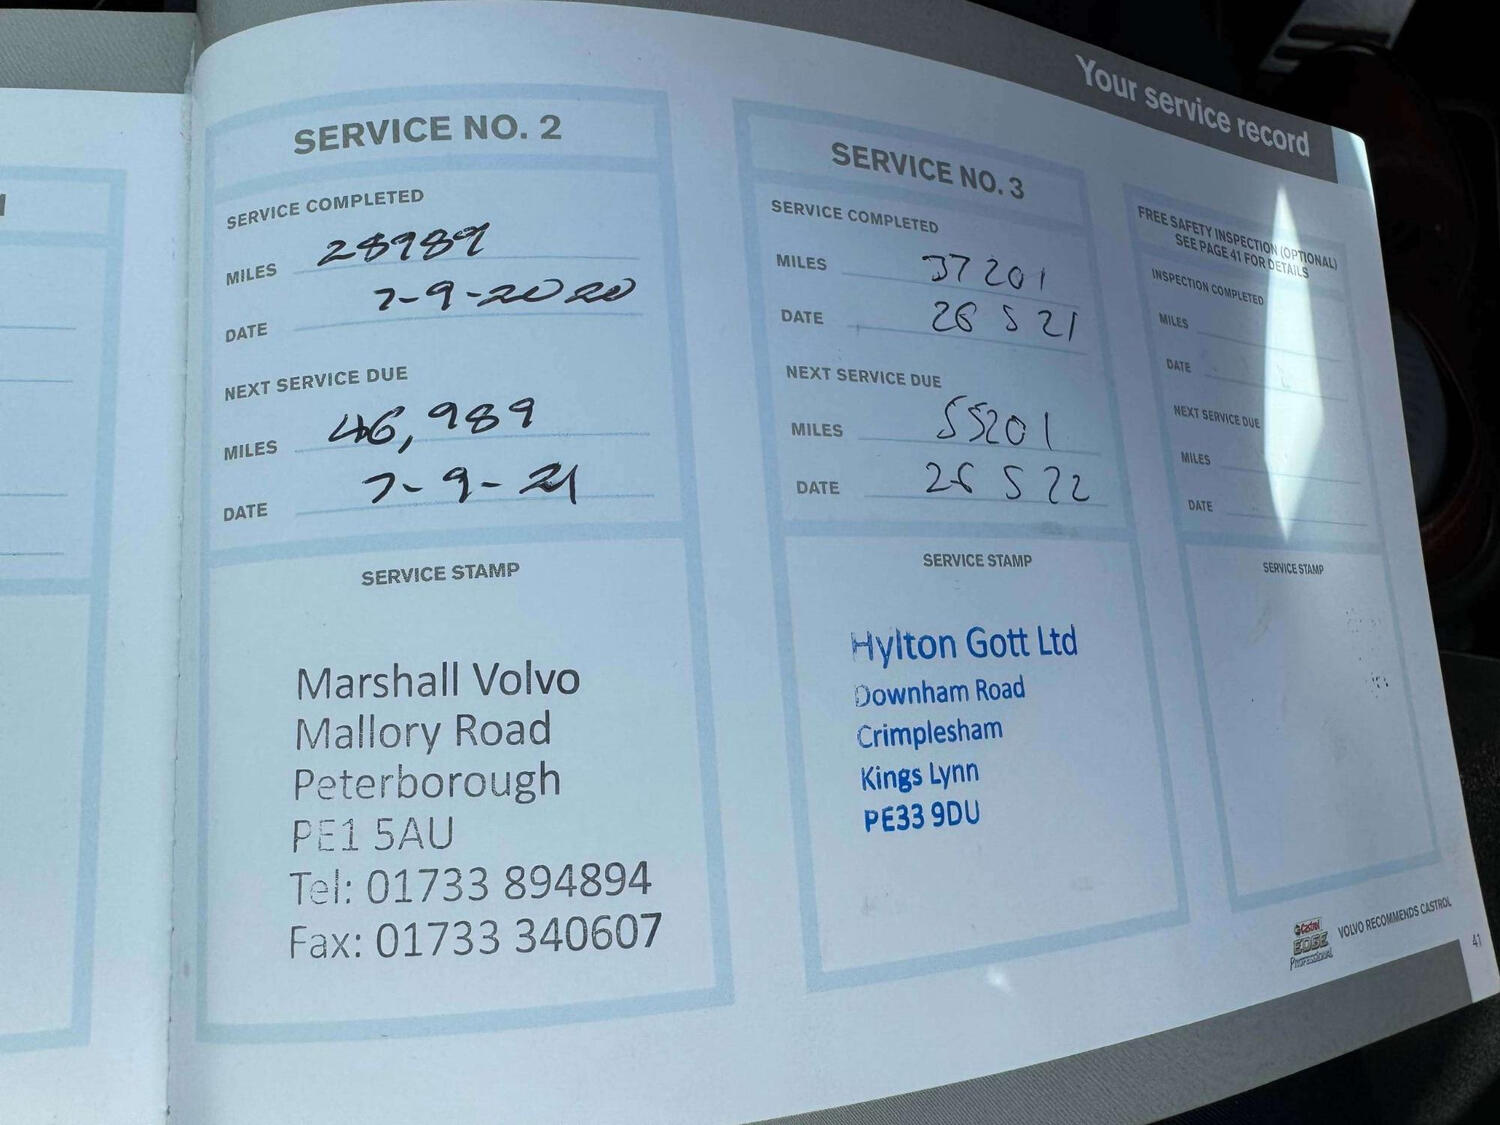 Your service record
SERVICE NO. 2
SERVICE COMPLETED
MILES 28989
DATE 7-9-2020
NEXT SERVICE DUE
MILES 46,989
DATE 7-9-21
SERVICE STAMP
Marshall Volvo
Mallory Road
Peterborough
PE1 5AU
Tel: 01733 894894
Fax: 01733 340607
SERVICE NO. 3
SERVICE COMPLETED
MILES 37201
DATE 26 5 21
NEXT SERVICE DUE
MILES 55201
DATE 26 5 22
SERVICE STAMP
Hylton Gott Ltd
Downham Road
Crimplesham
Kings Lynn
PE33 9DU
FREE SAFETY INSPECTION (OPTIONAL)
SEE PAGE 41 FOR DETAILS
INSPECTION COMPLETED
MILES
DATE
NEXT SERVICE DUE
MILES
DATE
SERVICE STAMP
Castrol
EDGE
Professional
VOLVO RECOMMENDS CASTROL
41